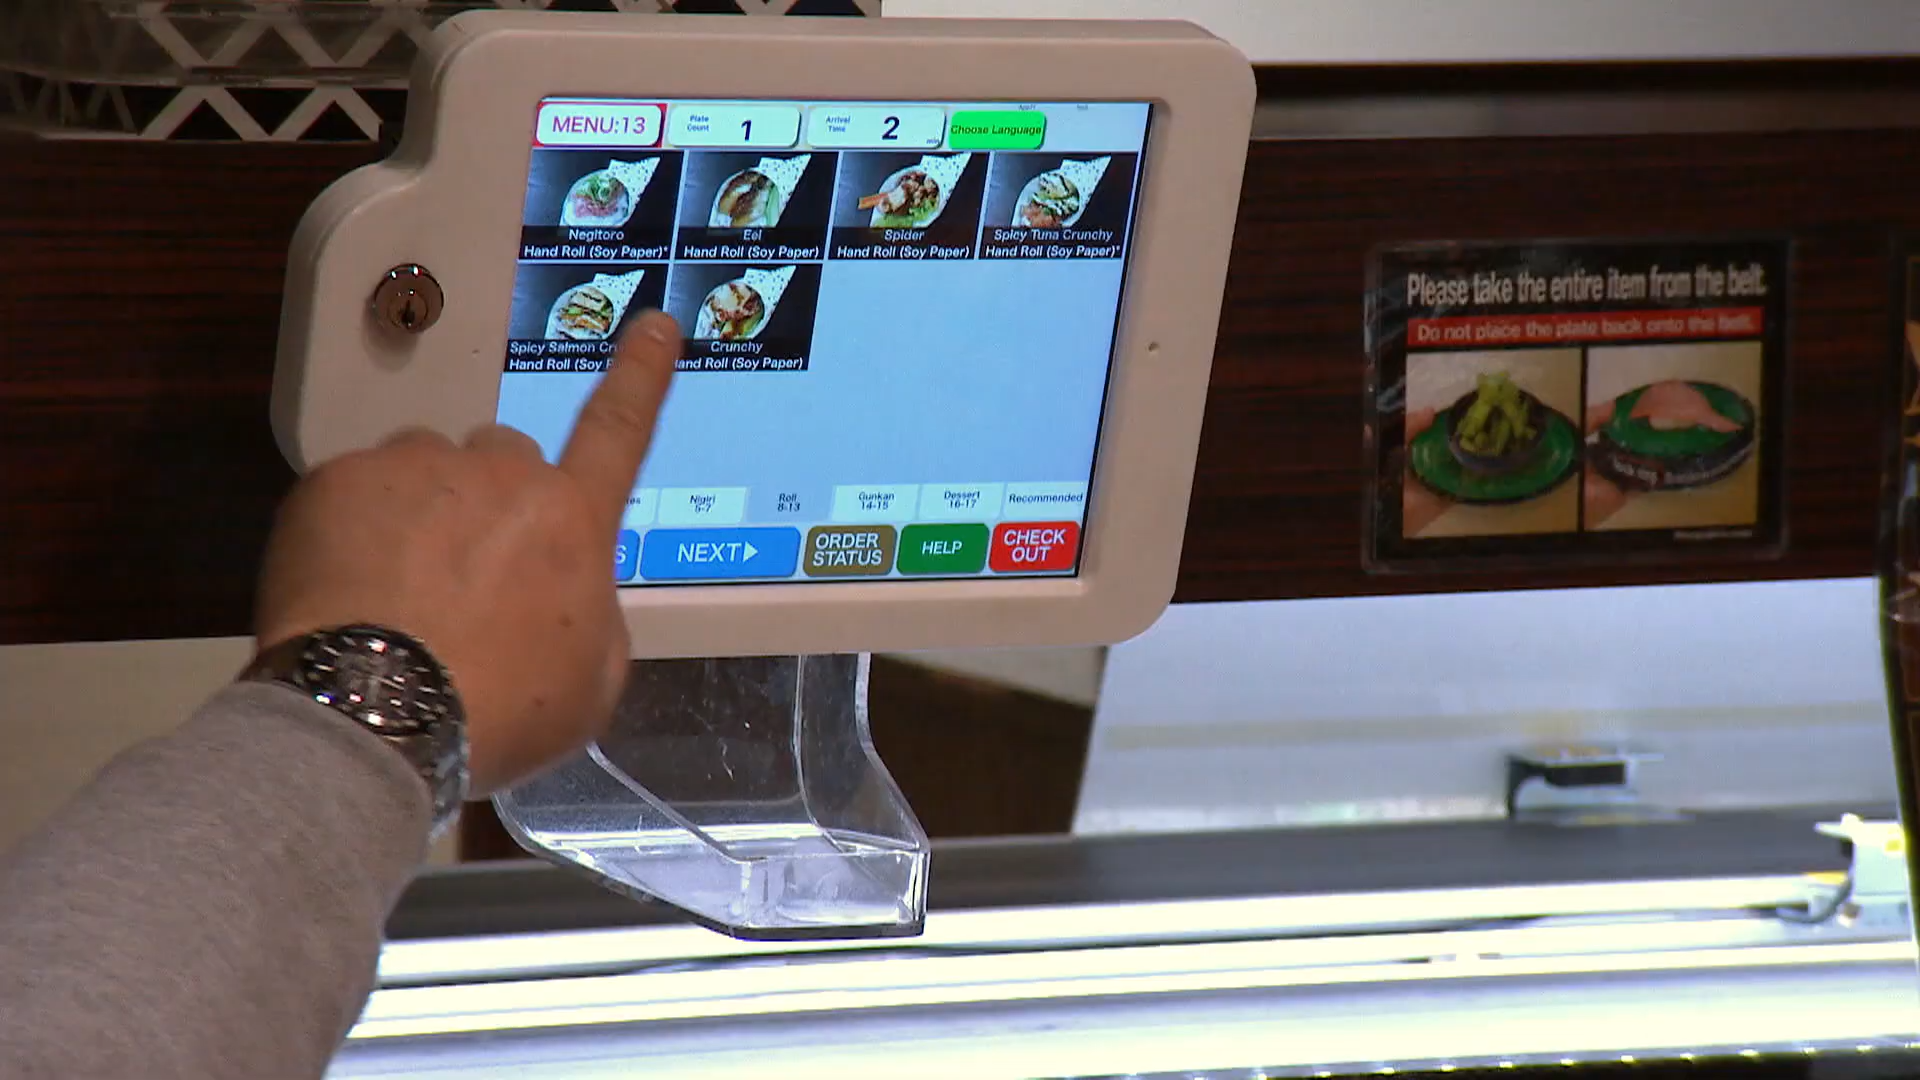 MENU:13
Plate
Count
1
Arrival
Time
2
min
Choose Language
Negitoro
Hand Roll (Soy Paper)*
Eel
Hand Roll (Soy Paper)
Spider
Hand Roll (Soy Paper)
Spicy Tuna Crunchy
Hand Roll (Soy Paper)*
Spicy Salmon Cr
Hand Roll (Soy P
Crunchy
Hand Roll (Soy Paper)
Nigiri
5-7
Roll
8-13
Gunkan
14-15
Dessert
16-17
Recommended
S
NEXT▶
ORDER
STATUS
HELP
CHECK
OUT
Please take the entire item from the belt.
Do not place the plate back onto the belt.